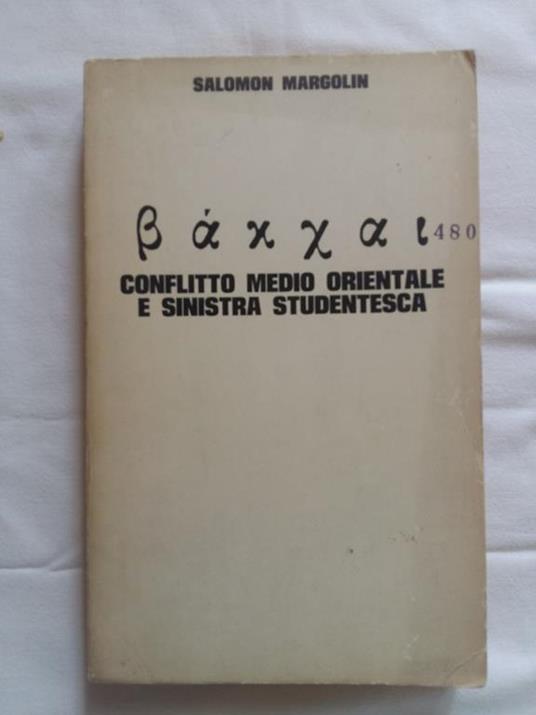 SALOMON MARGOLIN
βάκχαι 480
CONFLITTO MEDIO ORIENTALE
E SINISTRA STUDENTESCA